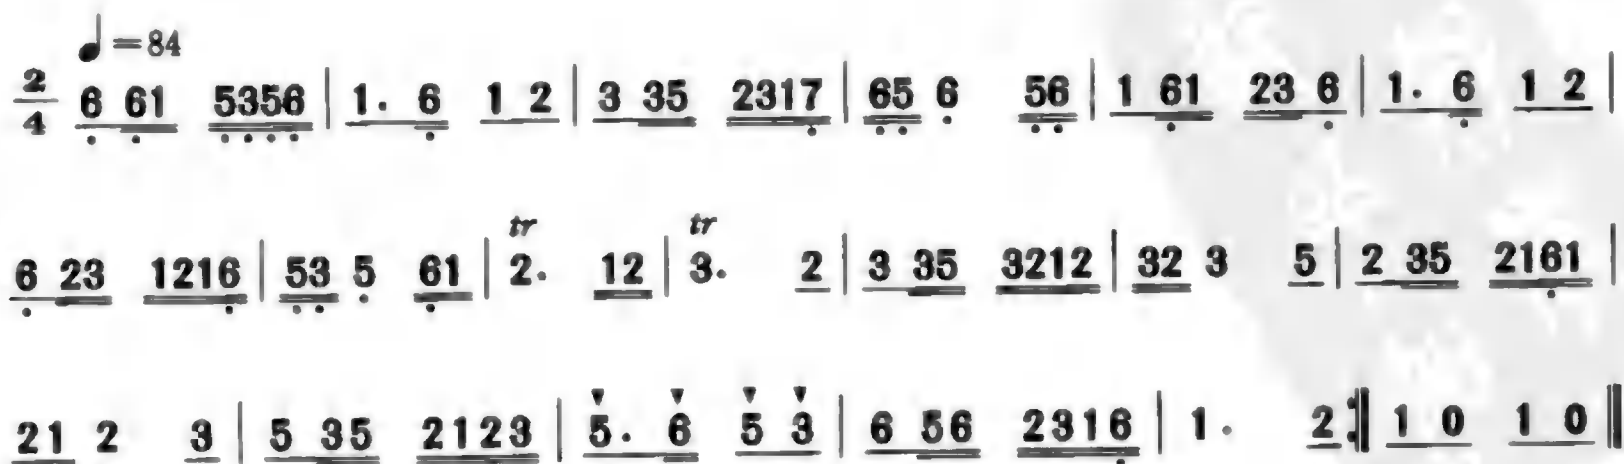 ♩=84
2/4 6 61 5356 | 1. 6 1 2 | 3 35 2317 | 65 6 56 | 1 61 23 6 | 1. 6 1 2 |
6 23 1216 | 53 5 61 | tr 2. 12 | tr 3. 2 | 3 35 3212 | 32 3 5 | 2 35 2161 |
21 2 3 | 5 35 2123 | 5. 6 5 3 | 6 56 2316 | 1. 2 :‖ 1 0 1 0 ‖